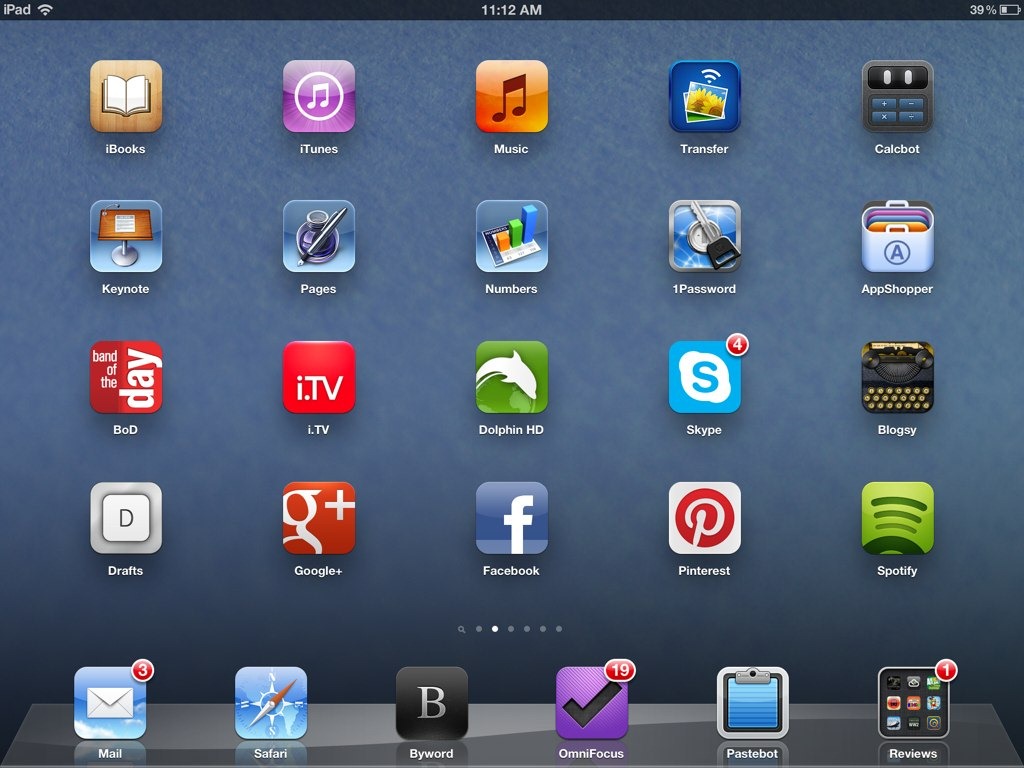 iPad 11:12 AM 39%
iBooks iTunes Music Transfer Calcbot
NUMBERS
A
Keynote Pages Numbers 1Password AppShopper
band
of
the
day
i.TV
S
4
BoD i.TV Dolphin HD Skype Blogsy
D
g+
f
P
Drafts Google+ Facebook Pinterest Spotify
3
B
19
1
Mail Safari Byword OmniFocus Pastebot Reviews